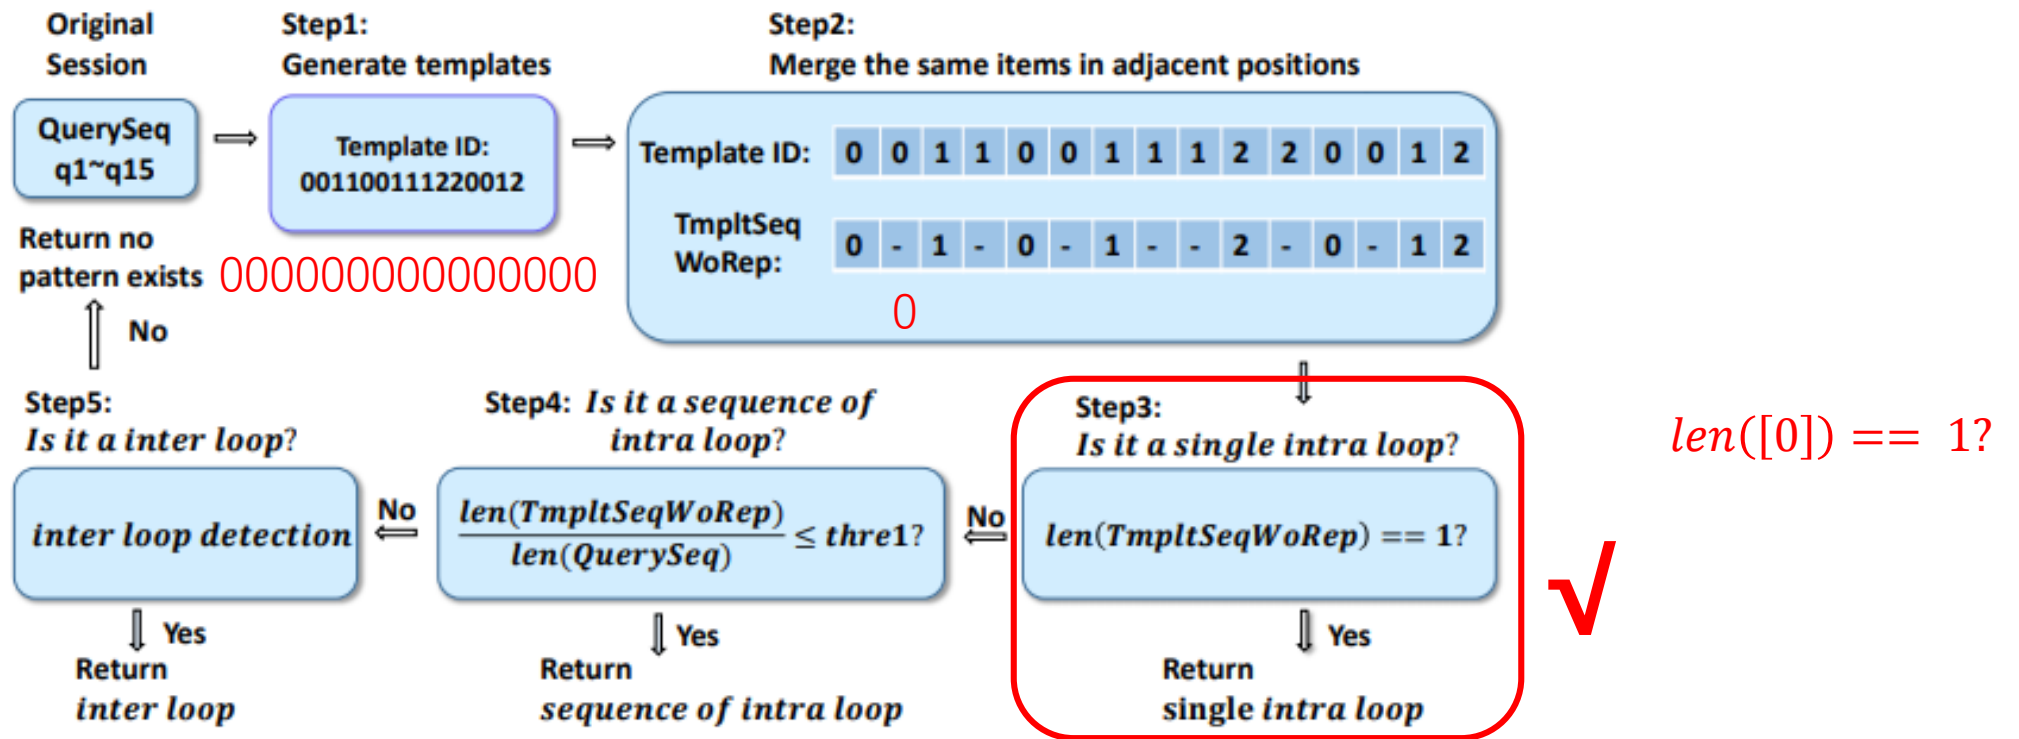 Original
Session
QuerySeq
q1~q15
Step1:
Generate templates
Template ID:
001100111220012
000000000000000
Step2:
Merge the same items in adjacent positions
Template ID: 0 0 1 1 0 0 1 1 1 2 2 0 0 1 2
TmpltSeq
WoRep:
0 - 1 - 0 - 1 - - 2 - 0 - 1 2
0
Step3:
Is it a single intra loop?
len(TmpltSeqWoRep) == 1?
len([0]) == 1?
√
Yes
Return
single intra loop
No
Step4: Is it a sequence of
intra loop?
len(TmpltSeqWoRep)
len(QuerySeq)
≤ thre1?
Yes
Return
sequence of intra loop
No
Step5:
Is it a inter loop?
inter loop detection
Yes
Return
inter loop
No
Return no
pattern exists